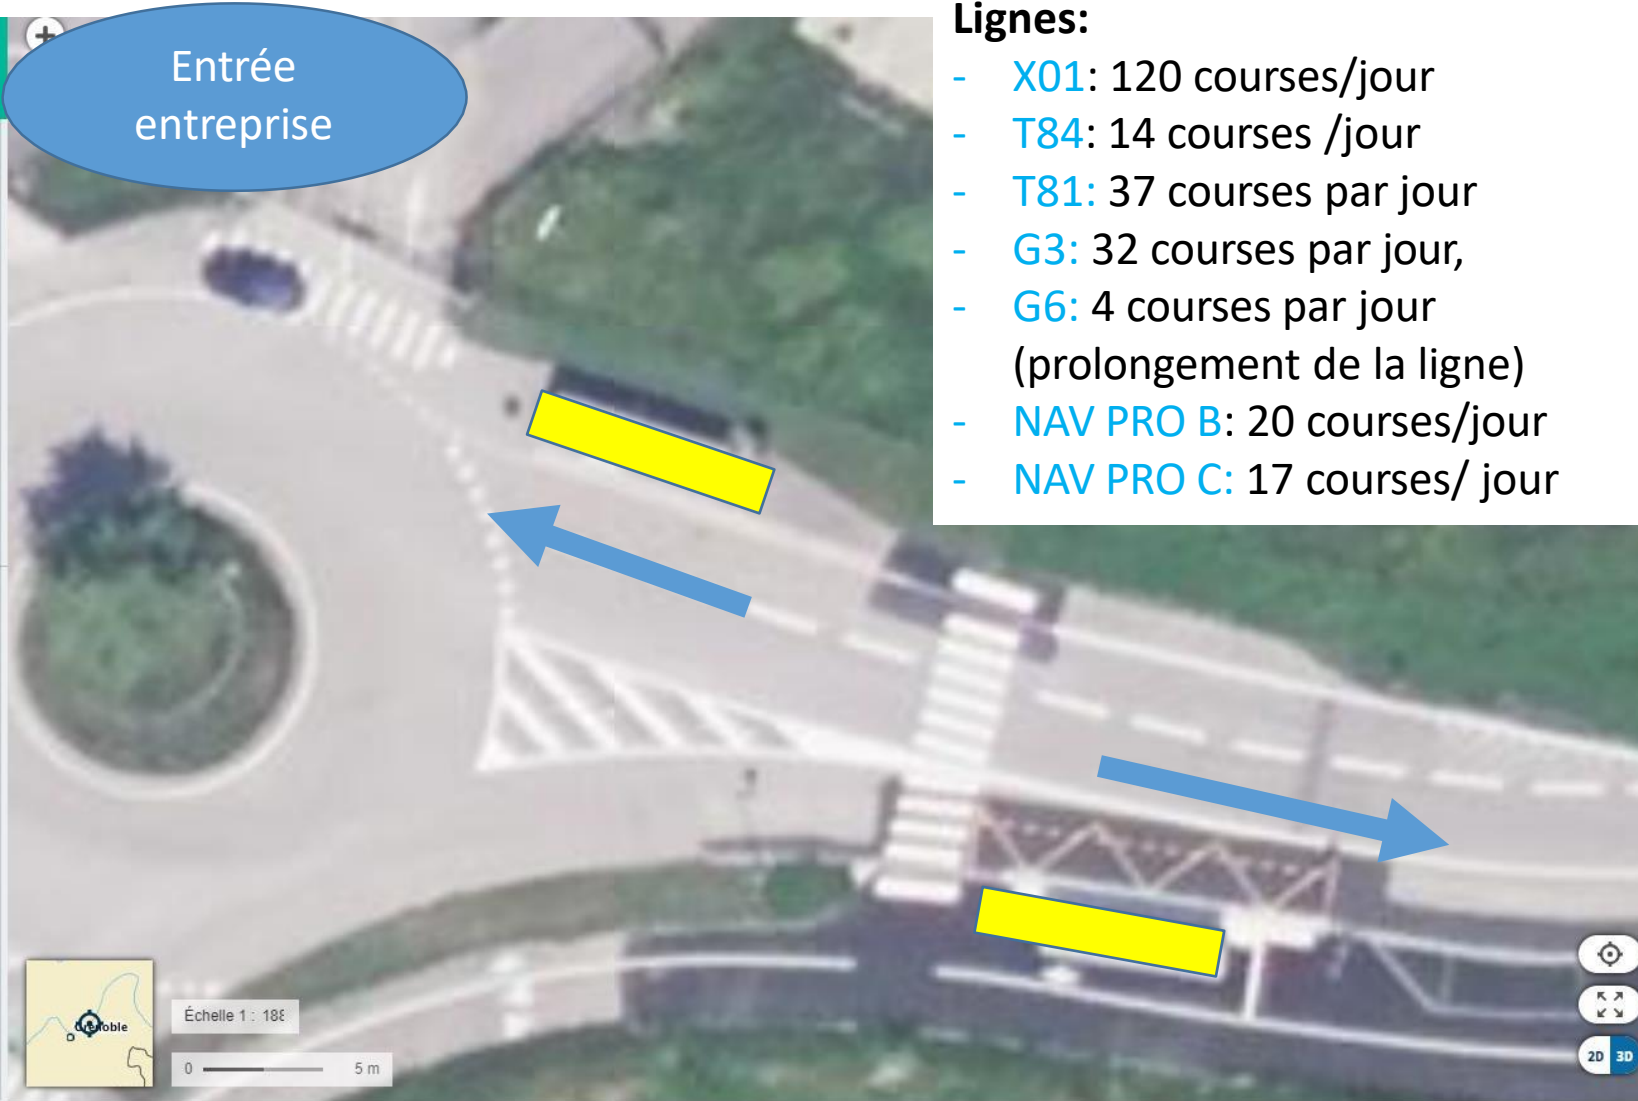 Entrée
entreprise
Lignes:
- X01: 120 courses/jour
- T84: 14 courses /jour
- T81: 37 courses par jour
- G3: 32 courses par jour,
- G6: 4 courses par jour
(prolongement de la ligne)
- NAV PRO B: 20 courses/jour
- NAV PRO C: 17 courses/ jour
Grenoble
Échelle 1 : 188
0 5 m
2D 3D